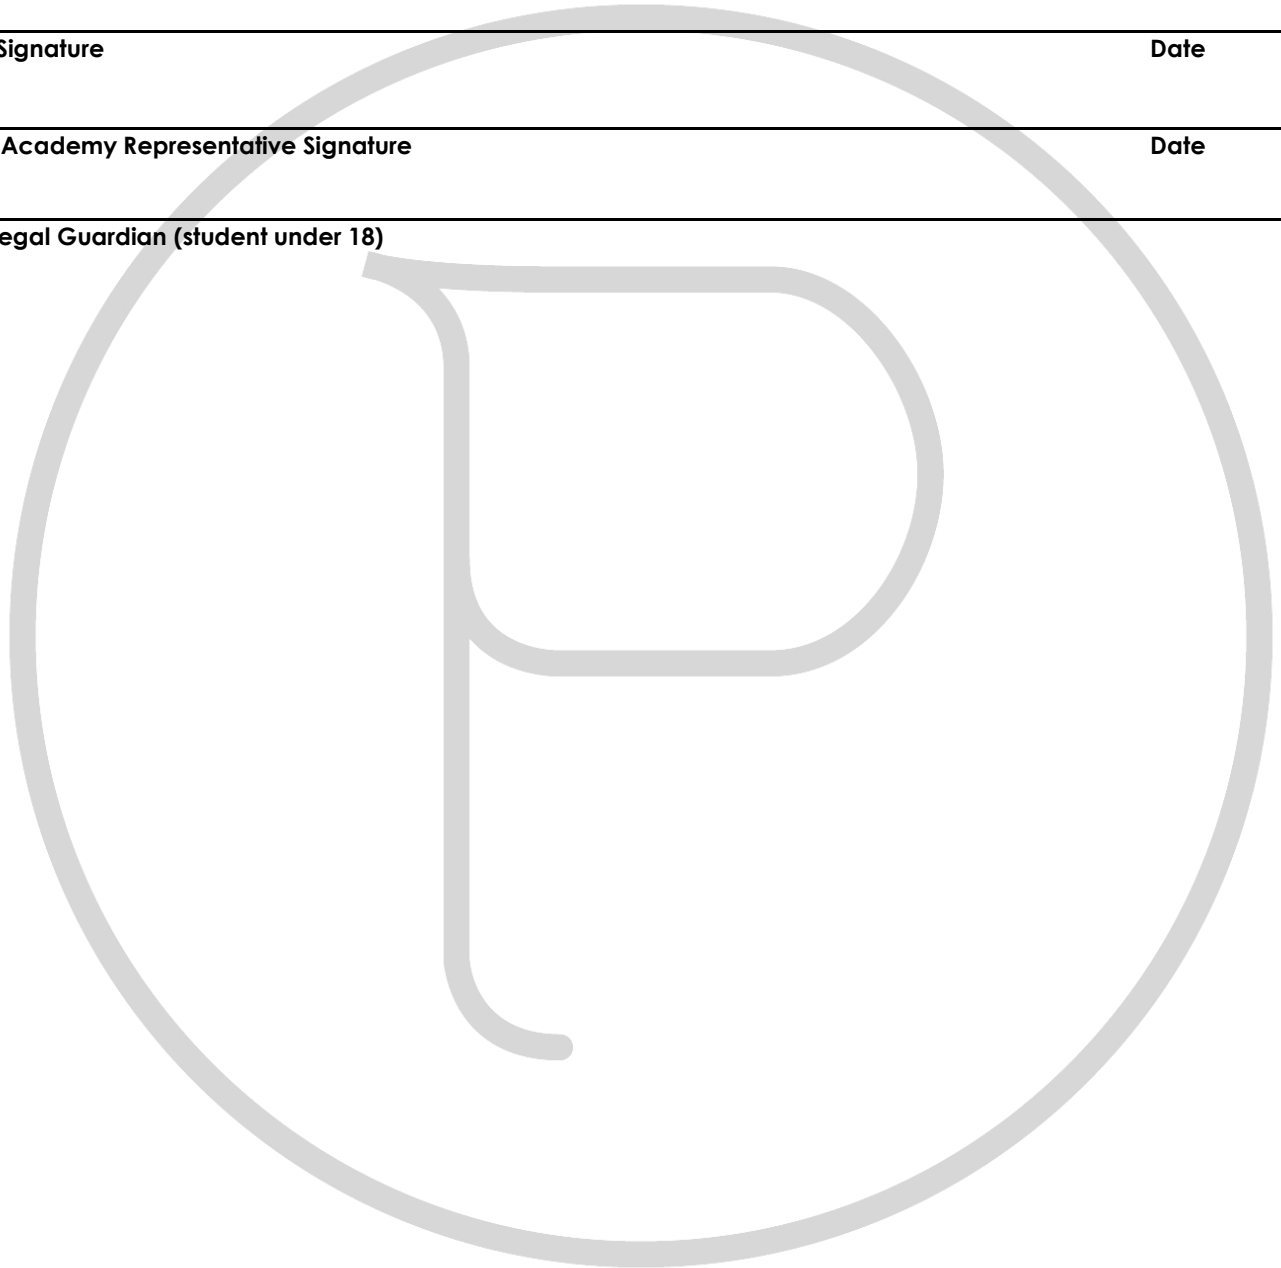 Signature Date
Academy Representative Signature Date
egal Guardian (student under 18)
P